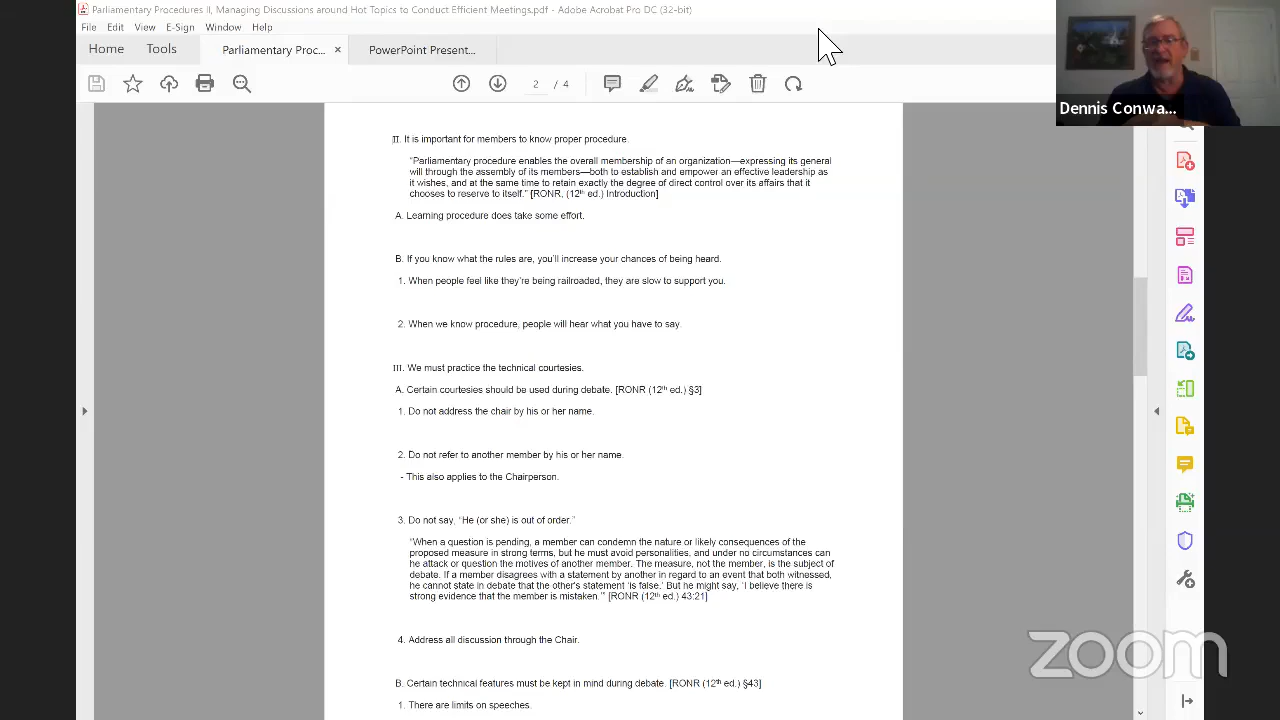 Parliamentary Procedures II, Managing Discussions around Hot Topics to Conduct Efficient Meetings.pdf - Adobe Acrobat Pro DC (32-bit)
File Edit View E-Sign Window Help
Home Tools Parliamentary Proc... × PowerPoint Present...
2 / 4
Dennis Conwa...
II. It is important for members to know proper procedure.
“Parliamentary procedure enables the overall membership of an organization—expressing its general
will through the assembly of its members—both to establish and empower an effective leadership as
it wishes, and at the same time to retain exactly the degree of direct control over its affairs that it
chooses to reserve to itself.” [RONR, (12th ed.) Introduction]
A. Learning procedure does take some effort.
B. If you know what the rules are, you’ll increase your chances of being heard.
1. When people feel like they’re being railroaded, they are slow to support you.
2. When we know procedure, people will hear what you have to say.
III. We must practice the technical courtesies.
A. Certain courtesies should be used during debate. [RONR (12th ed.) §3]
1. Do not address the chair by his or her name.
2. Do not refer to another member by his or her name.
- This also applies to the Chairperson.
3. Do not say, “He (or she) is out of order.”
“When a question is pending, a member can condemn the nature or likely consequences of the
proposed measure in strong terms, but he must avoid personalities, and under no circumstances can
he attack or question the motives of another member. The measure, not the member, is the subject of
debate. If a member disagrees with a statement by another in regard to an event that both witnessed,
he cannot state in debate that the other’s statement ‘is false.’ But he might say, ‘I believe there is
strong evidence that the member is mistaken.’” [RONR (12th ed.) 43:21]
4. Address all discussion through the Chair.
B. Certain technical features must be kept in mind during debate. [RONR (12th ed.) §43]
1. There are limits on speeches.
zoom